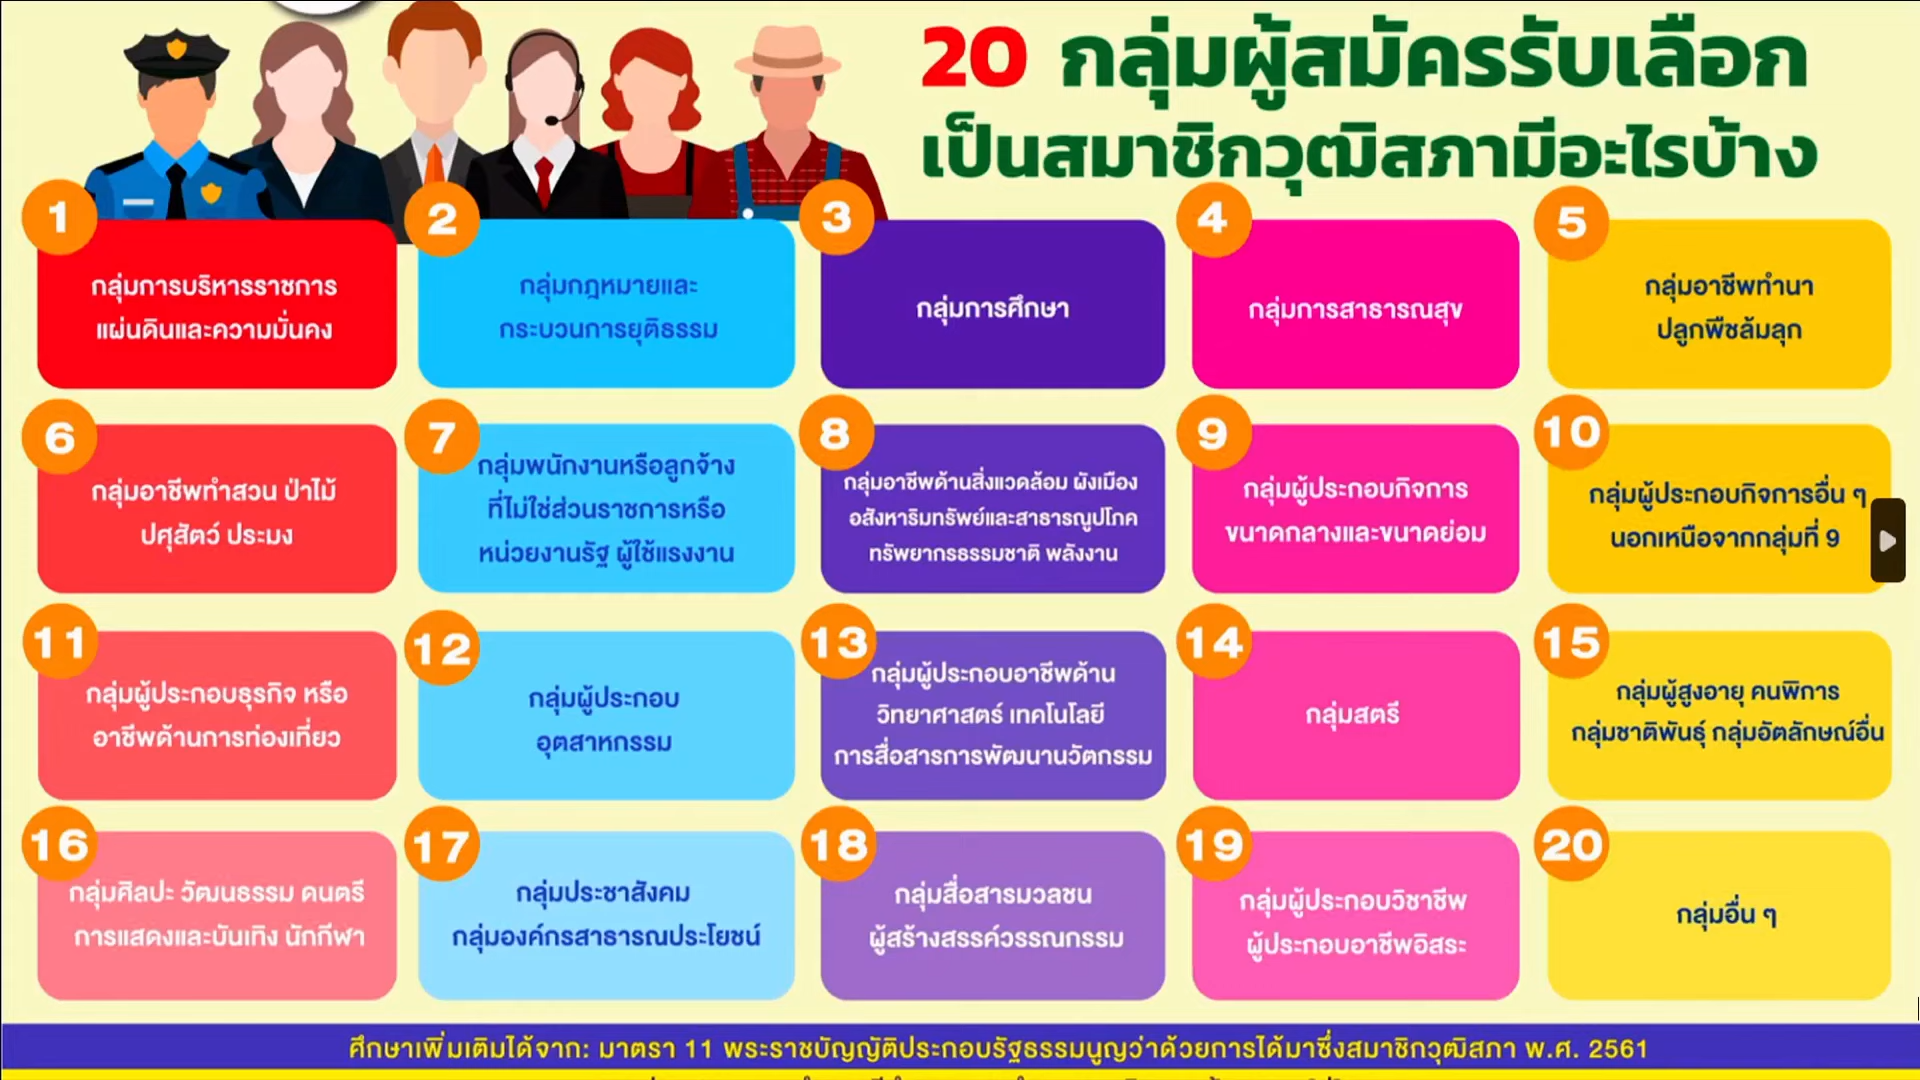 20 กลุ่มผู้สมัครรับเลือก
เป็นสมาชิกวุฒิสภามีอะไรบ้าง
1
กลุ่มการบริหารราชการ
แผ่นดินและความมั่นคง
2
กลุ่มกฎหมายและ
กระบวนการยุติธรรม
3
กลุ่มการศึกษา
4
กลุ่มการสาธารณสุข
5
กลุ่มอาชีพทำนา
ปลูกพืชล้มลุก
6
กลุ่มอาชีพทำสวน ป่าไม้
ปศุสัตว์ ประมง
7
กลุ่มพนักงานหรือลูกจ้าง
ที่ไม่ใช่ส่วนราชการหรือ
หน่วยงานรัฐ ผู้ใช้แรงงาน
8
กลุ่มอาชีพด้านสิ่งแวดล้อม ผังเมือง
อสังหาริมทรัพย์และสาธารณูปโภค
ทรัพยากรธรรมชาติ พลังงาน
9
กลุ่มผู้ประกอบกิจการ
ขนาดกลางและขนาดย่อม
10
กลุ่มผู้ประกอบกิจการอื่น ๆ
นอกเหนือจากกลุ่มที่ 9
11
กลุ่มผู้ประกอบธุรกิจ หรือ
อาชีพด้านการท่องเที่ยว
12
กลุ่มผู้ประกอบ
อุตสาหกรรม
13
กลุ่มผู้ประกอบอาชีพด้าน
วิทยาศาสตร์ เทคโนโลยี
การสื่อสารการพัฒนานวัตกรรม
14
กลุ่มสตรี
15
กลุ่มผู้สูงอายุ คนพิการ
กลุ่มชาติพันธุ์ กลุ่มอัตลักษณ์อื่น
16
กลุ่มศิลปะ วัฒนธรรม ดนตรี
การแสดงและบันเทิง นักกีฬา
17
กลุ่มประชาสังคม
กลุ่มองค์กรสาธารณประโยชน์
18
กลุ่มสื่อสารมวลชน
ผู้สร้างสรรค์วรรณกรรม
19
กลุ่มผู้ประกอบวิชาชีพ
ผู้ประกอบอาชีพอิสระ
20
กลุ่มอื่น ๆ
ศึกษาเพิ่มเติมได้จาก: มาตรา 11 พระราชบัญญัติประกอบรัฐธรรมนูญว่าด้วยการได้มาซึ่งสมาชิกวุฒิสภา พ.ศ. 2561